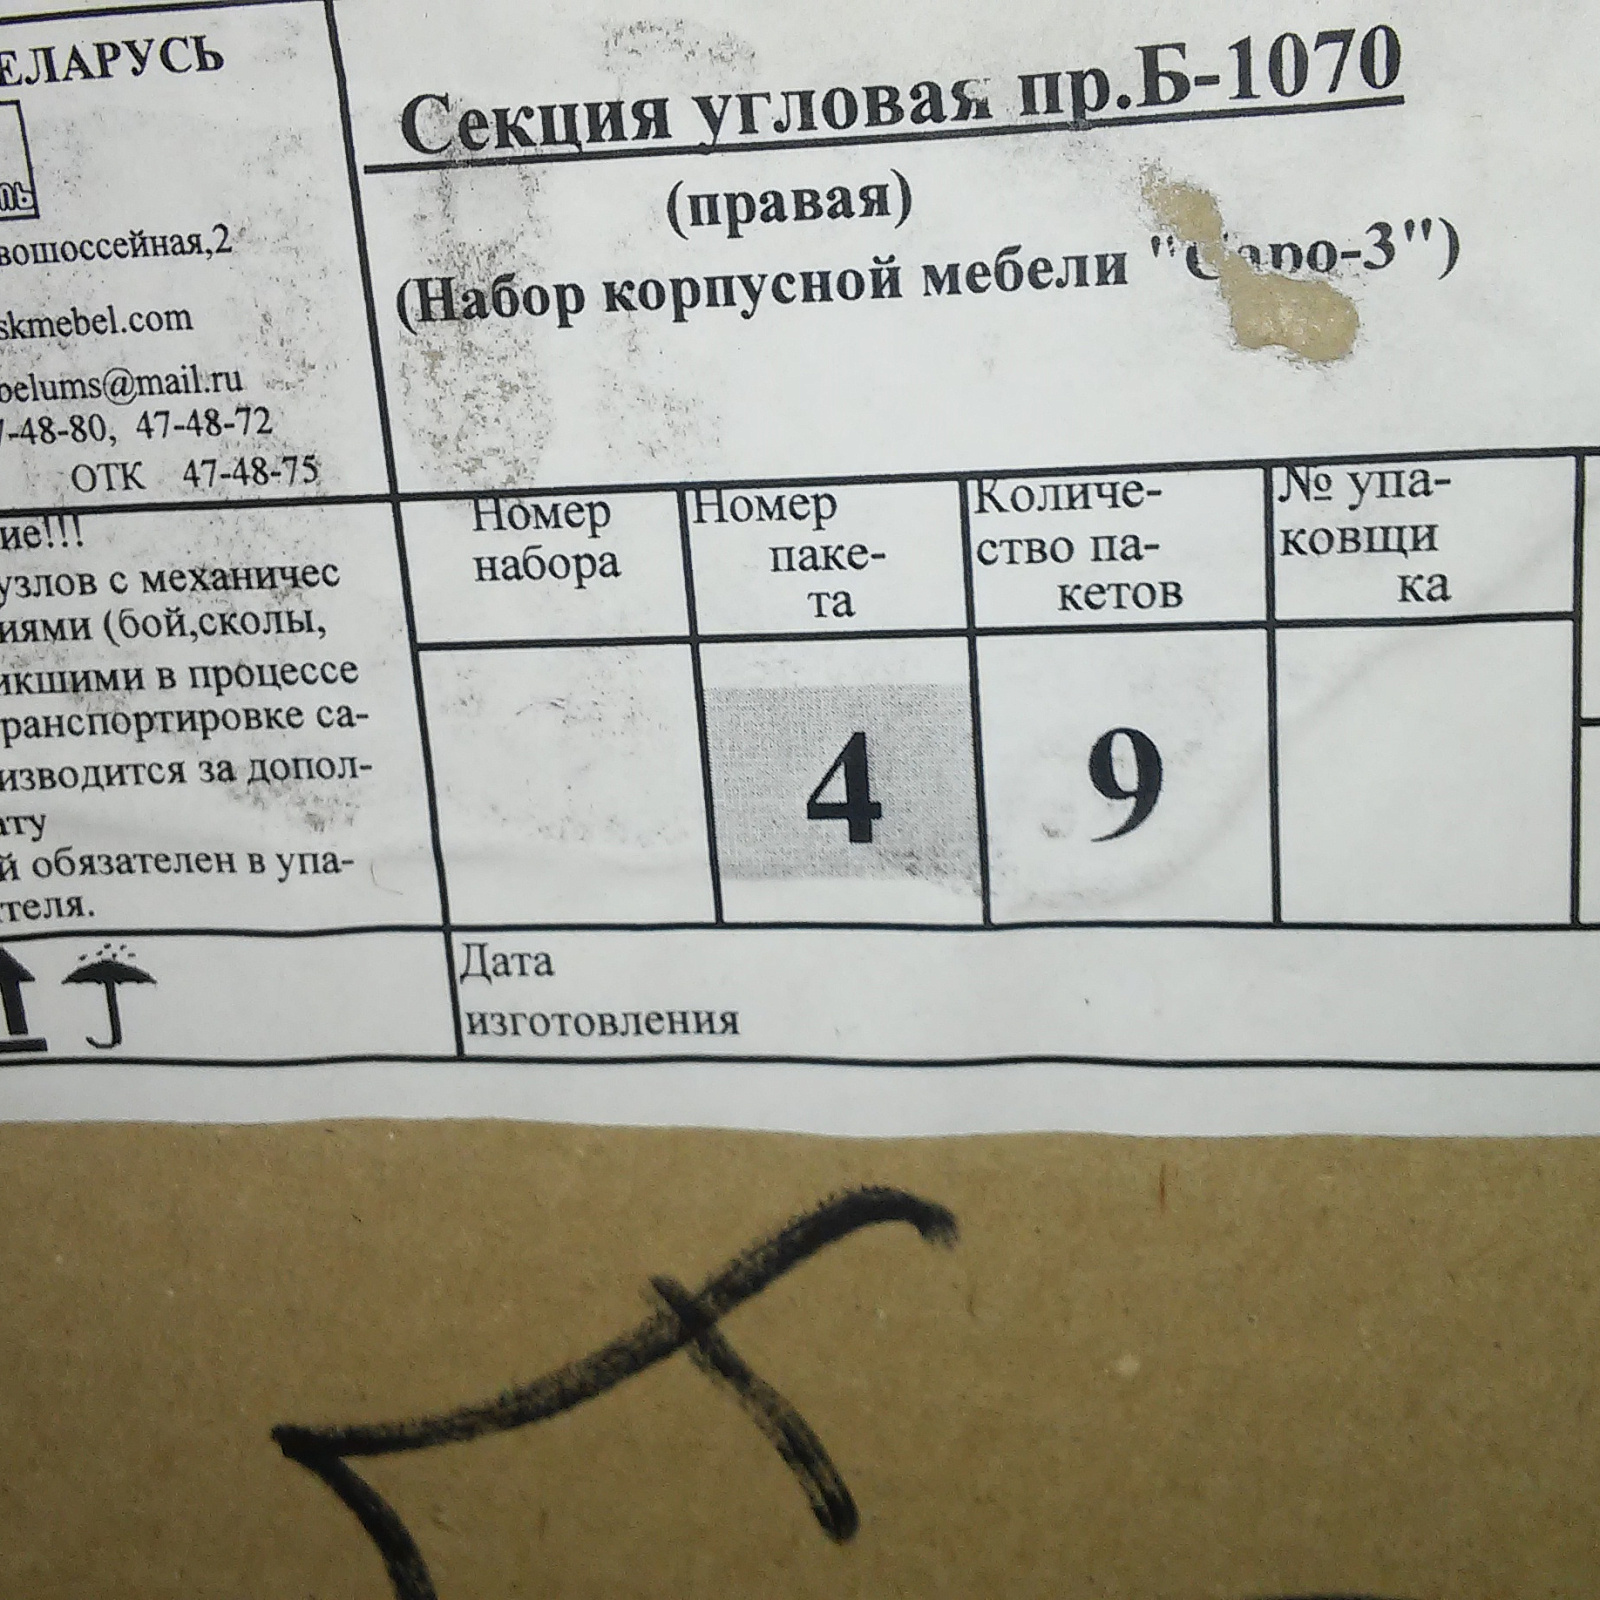 ЕЛАРУСЬ
вошоссейная,2
skmebel.com
belums@mail.ru
7-48-80, 47-48-72
ОТК 47-48-75
Секция угловая пр.Б-1070
(правая)
(Набор корпусной мебели "Саро-3")
ие!!!
узлов с механичес
иями (бой,сколы,
икшими в процессе
транспортировке са-
изводится за допол-
ату
й обязателен в упа-
теля.
Номер
набора
Номер
паке-
та
Количе-
ство па-
кетов
№ упа-
ковщи
ка
4
9
Дата
изготовления